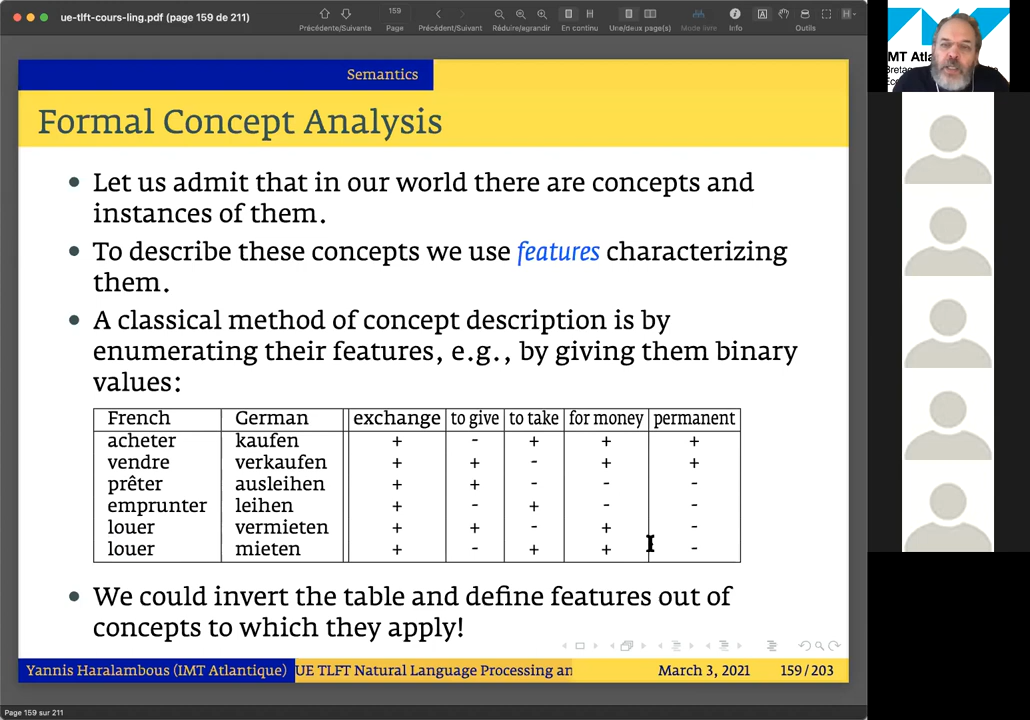 ue-tlft-cours-ling.pdf (page 159 de 211)
159
Précédente/Suivante
Page
Précédent/Suivant
Réduire/agrandir
En continu
Une/deux page(s)
Mode livre
Info
Outils
Semantics
Formal Concept Analysis
• Let us admit that in our world there are concepts and
instances of them.
• To describe these concepts we use features characterizing
them.
• A classical method of concept description is by
enumerating their features, e.g., by giving them binary
values:
French German exchange to give to take for money permanent
acheter kaufen + - + + +
vendre verkaufen + + - + +
prêter ausleihen + + - - -
emprunter leihen + - + - -
louer vermieten + + - + -
louer mieten + - + + -
• We could invert the table and define features out of
concepts to which they apply!
Yannis Haralambous (IMT Atlantique) UE TLFT Natural Language Processing an March 3, 2021 159/203
Page 159 sur 211
IMT Atla